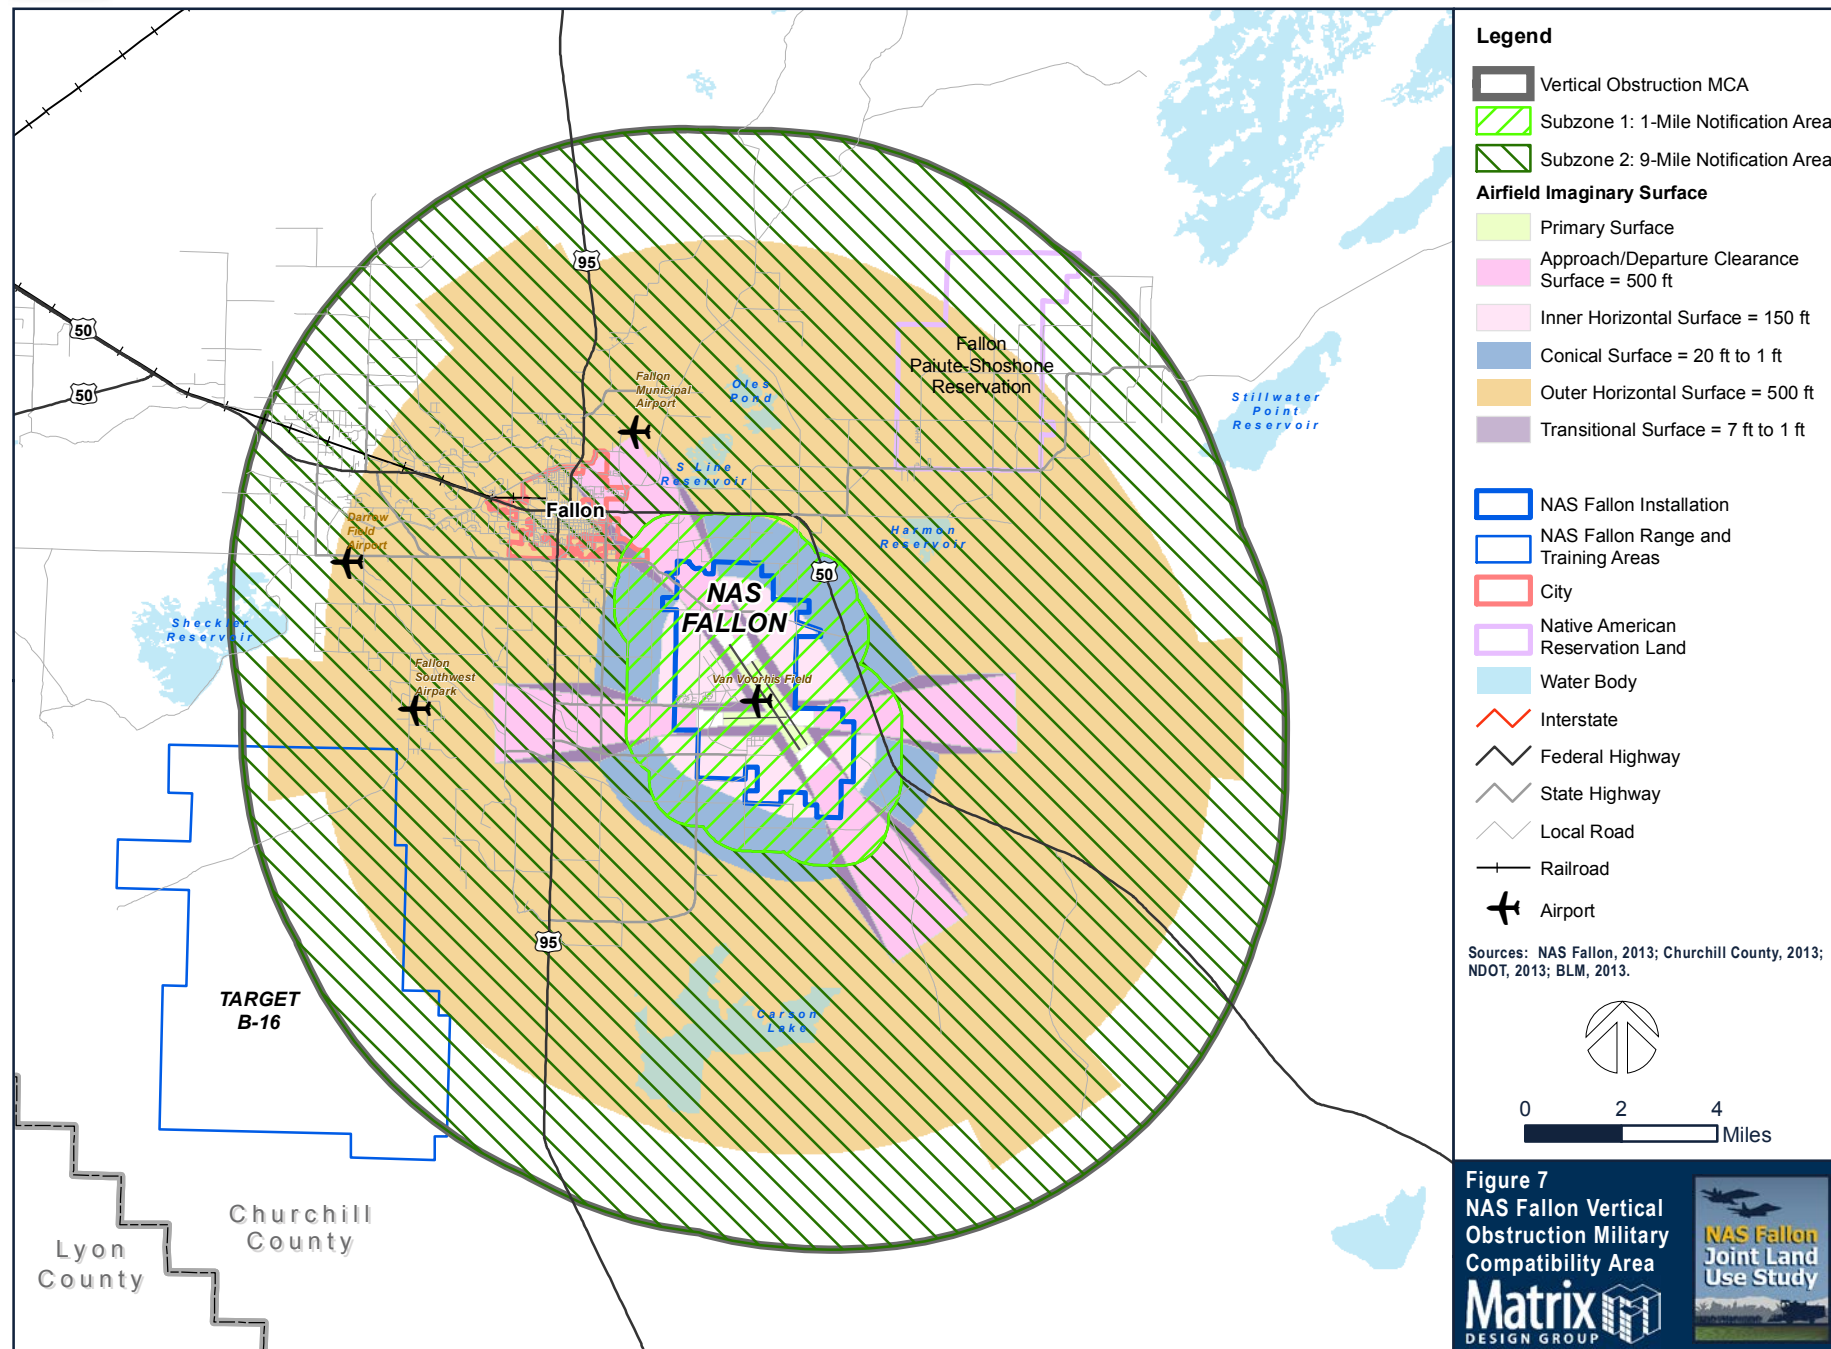 95
50
50
Fallon
Municipal
Airport
Oles
Pond
Fallon
Paiute-Shoshone
Reservation
Stillwater
Point
Reservoir
S Line
Reservoir
Fallon
Darrow
Field
Airport
Harmon
Reservoir
50
NAS
FALLON
Sheckler
Reservoir
Fallon
Southwest
Airpark
Van Voorhis Field
95
TARGET
B-16
Carson
Lake
Churchill
County
Lyon
County
Legend
Vertical Obstruction MCA
Subzone 1: 1-Mile Notification Area
Subzone 2: 9-Mile Notification Area
Airfield Imaginary Surface
Primary Surface
Approach/Departure Clearance
Surface = 500 ft
Inner Horizontal Surface = 150 ft
Conical Surface = 20 ft to 1 ft
Outer Horizontal Surface = 500 ft
Transitional Surface = 7 ft to 1 ft
NAS Fallon Installation
NAS Fallon Range and
Training Areas
City
Native American
Reservation Land
Water Body
Interstate
Federal Highway
State Highway
Local Road
Railroad
Airport
Sources: NAS Fallon, 2013; Churchill County, 2013;
NDOT, 2013; BLM, 2013.
0 2 4
Miles
Figure 7
NAS Fallon Vertical
Obstruction Military
Compatibility Area
Matrix
DESIGN GROUP
NAS Fallon
Joint Land
Use Study